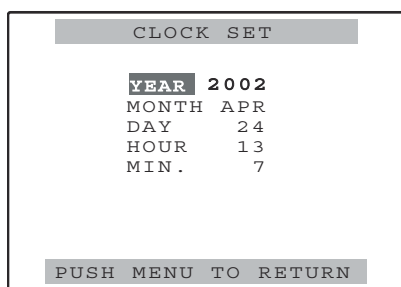 CLOCK SET
YEAR 2002
MONTH APR
DAY 24
HOUR 13
MIN. 7
PUSH MENU TO RETURN